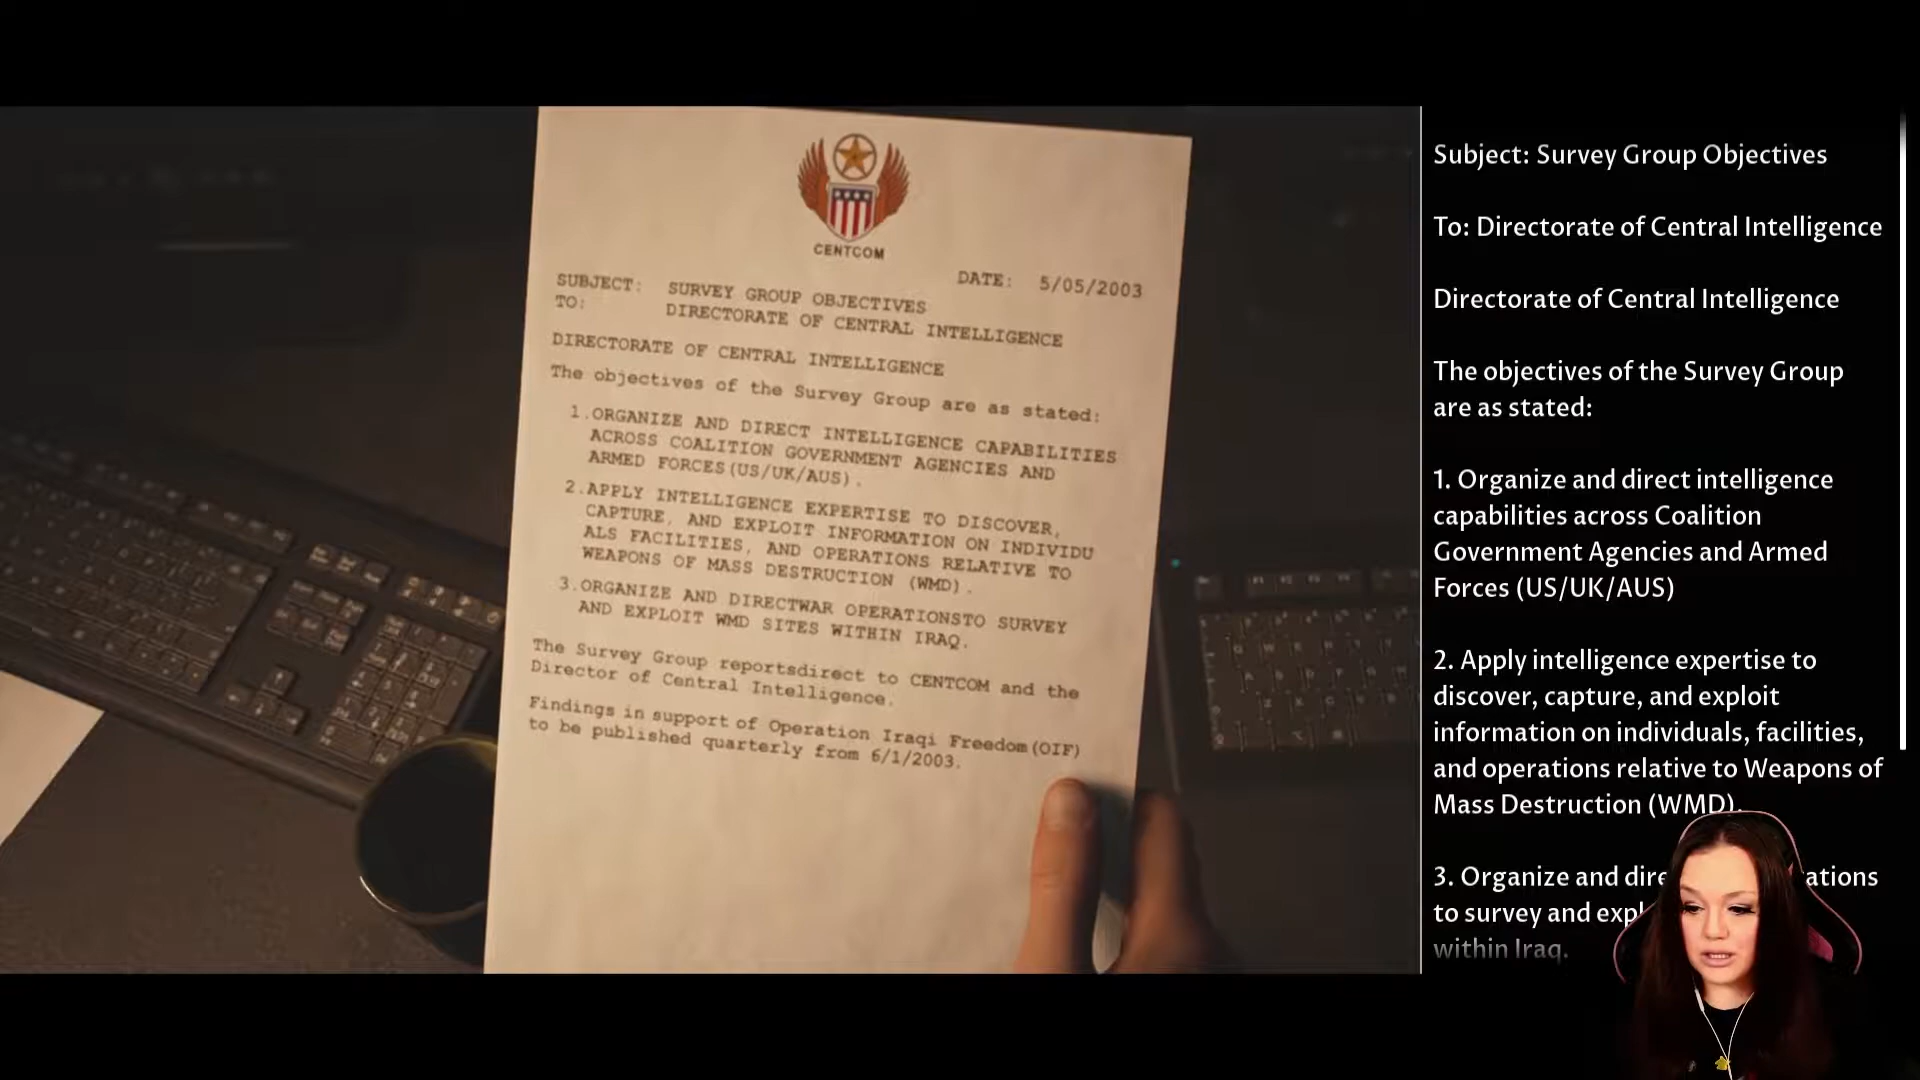 CENTCOM
DATE: 5/05/2003
SUBJECT: SURVEY GROUP OBJECTIVES
TO: DIRECTORATE OF CENTRAL INTELLIGENCE
DIRECTORATE OF CENTRAL INTELLIGENCE
The objectives of the Survey Group are as stated:
1.ORGANIZE AND DIRECT INTELLIGENCE CAPABILITIES
ACROSS COALITION GOVERNMENT AGENCIES AND
ARMED FORCES(US/UK/AUS).
2.APPLY INTELLIGENCE EXPERTISE TO DISCOVER,
CAPTURE, AND EXPLOIT INFORMATION ON INDIVIDU
ALS FACILITIES, AND OPERATIONS RELATIVE TO
WEAPONS OF MASS DESTRUCTION (WMD).
3.ORGANIZE AND DIRECTWAR OPERATIONSTO SURVEY
AND EXPLOIT WMD SITES WITHIN IRAQ.
The Survey Group reportsdirect to CENTCOM and the
Director of Central Intelligence.
Findings in support of Operation Iraqi Freedom(OIF)
to be published quarterly from 6/1/2003.
Subject: Survey Group Objectives
To: Directorate of Central Intelligence
Directorate of Central Intelligence
The objectives of the Survey Group
are as stated:
1. Organize and direct intelligence
capabilities across Coalition
Government Agencies and Armed
Forces (US/UK/AUS)
2. Apply intelligence expertise to
discover, capture, and exploit
information on individuals, facilities,
and operations relative to Weapons of
Mass Destruction (WMD).
3. Organize and
to survey and
within Iraq.